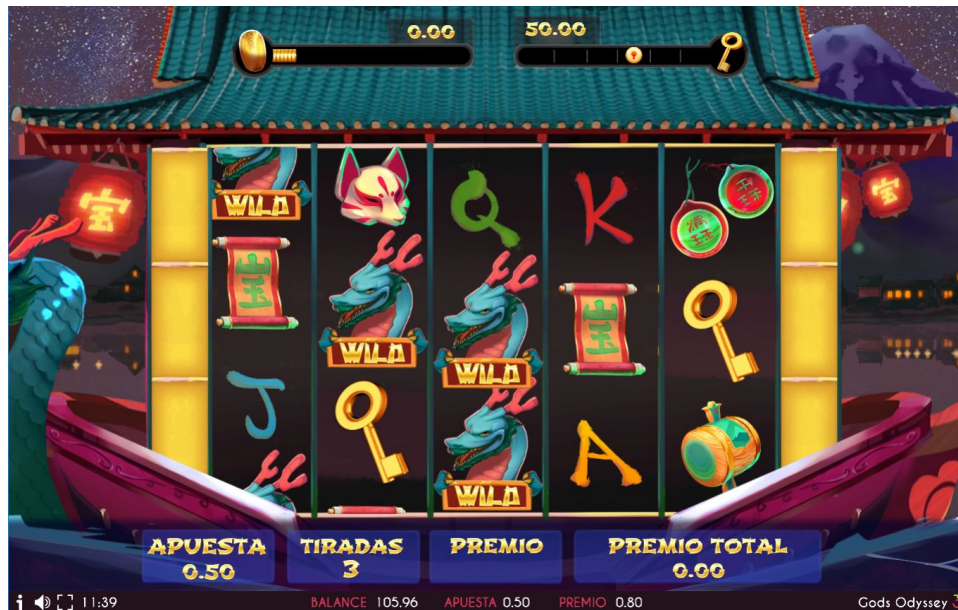 0.00
50.00
宝
WILD
Q
K
WILD
WILD
J
A
WILD
APUESTA
0.50
TIRADAS
3
PREMIO
PREMIO TOTAL
0.00
11:39
BALANCE 105.96
APUESTA 0.50
PREMIO 0.80
Gods Odyssey